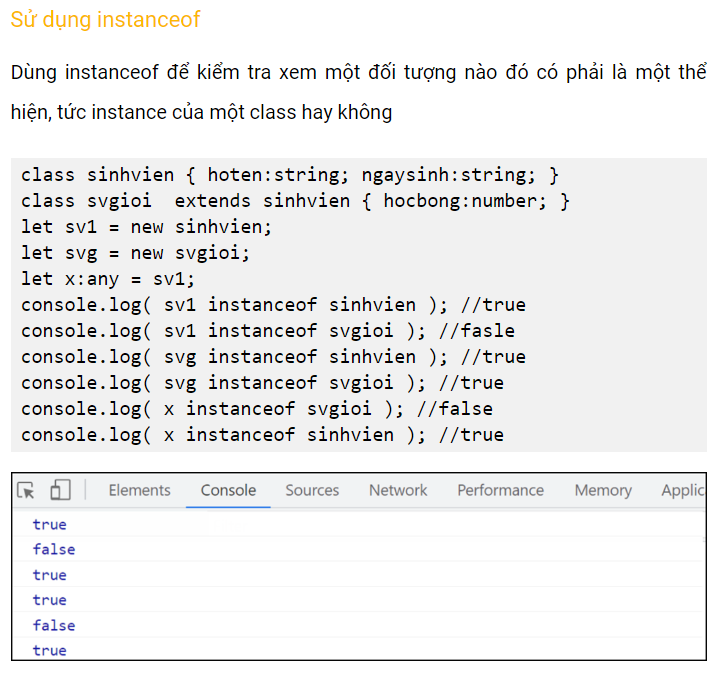 Sử dụng instanceof
Dùng instanceof để kiểm tra xem một đối tượng nào đó có phải là một thể
hiện, tức instance của một class hay không
class sinhvien { hoten:string; ngaysinh:string; }
class svgioi  extends sinhvien { hocbong:number; }
let sv1 = new sinhvien;
let svg = new svgioi;
let x:any = sv1;
console.log( sv1 instanceof sinhvien ); //true
console.log( sv1 instanceof svgioi ); //fasle
console.log( svg instanceof sinhvien ); //true
console.log( svg instanceof svgioi ); //true
console.log( x instanceof svgioi ); //false
console.log( x instanceof sinhvien ); //true
Elements Console Sources Network Performance Memory Applic
true
false
true
true
false
true